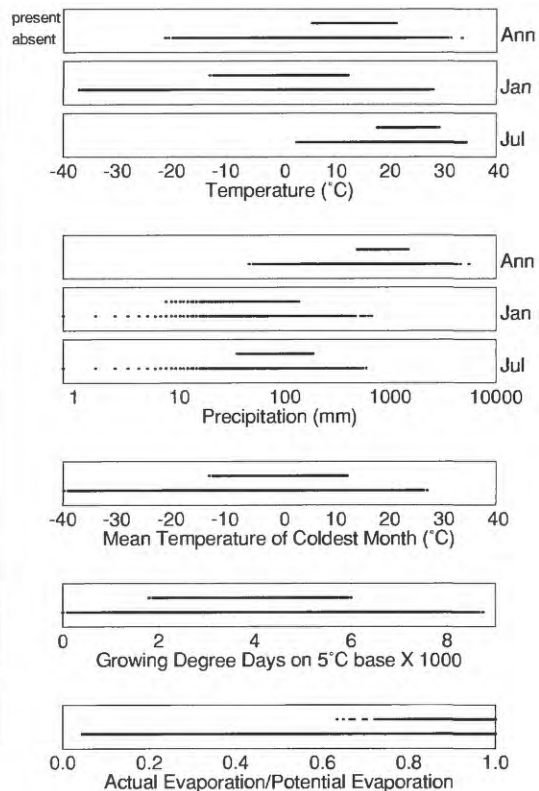 present
absent
Ann
Jan
Jul
-40 -30 -20 -10 0 10 20 30 40
Temperature (˚C)
Ann
Jan
Jul
1 10 100 1000 10000
Precipitation (mm)
-40 -30 -20 -10 0 10 20 30 40
Mean Temperature of Coldest Month (˚C)
0 2 4 6 8
Growing Degree Days on 5˚C base X 1000
0.0 0.2 0.4 0.6 0.8 1.0
Actual Evaporation/Potential Evaporation